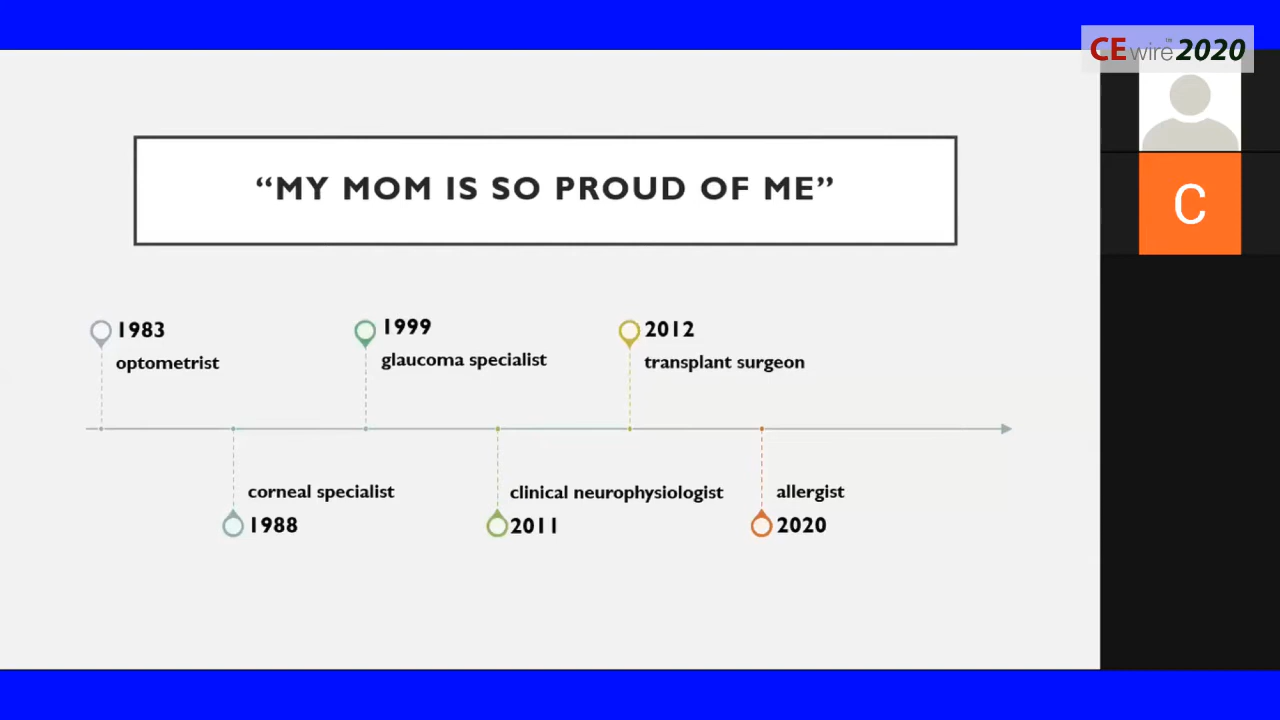 CEwire™2020
C
“MY MOM IS SO PROUD OF ME”
1983
optometrist
1999
glaucoma specialist
2012
transplant surgeon
corneal specialist
1988
clinical neurophysiologist
2011
allergist
2020